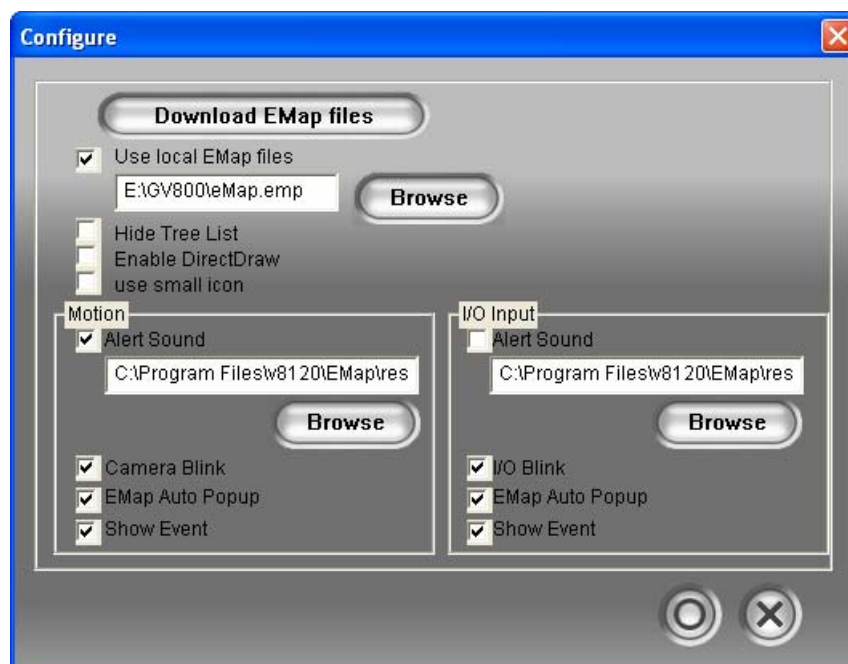 Configure
Download EMap files
Use local EMap files
E:\GV800\eMap.emp
Browse
Hide Tree List
Enable DirectDraw
use small icon
Motion
Alert Sound
C:\Program Files\v8120\EMap\res
Browse
Camera Blink
EMap Auto Popup
Show Event
I/O Input
Alert Sound
C:\Program Files\v8120\EMap\res
Browse
I/O Blink
EMap Auto Popup
Show Event